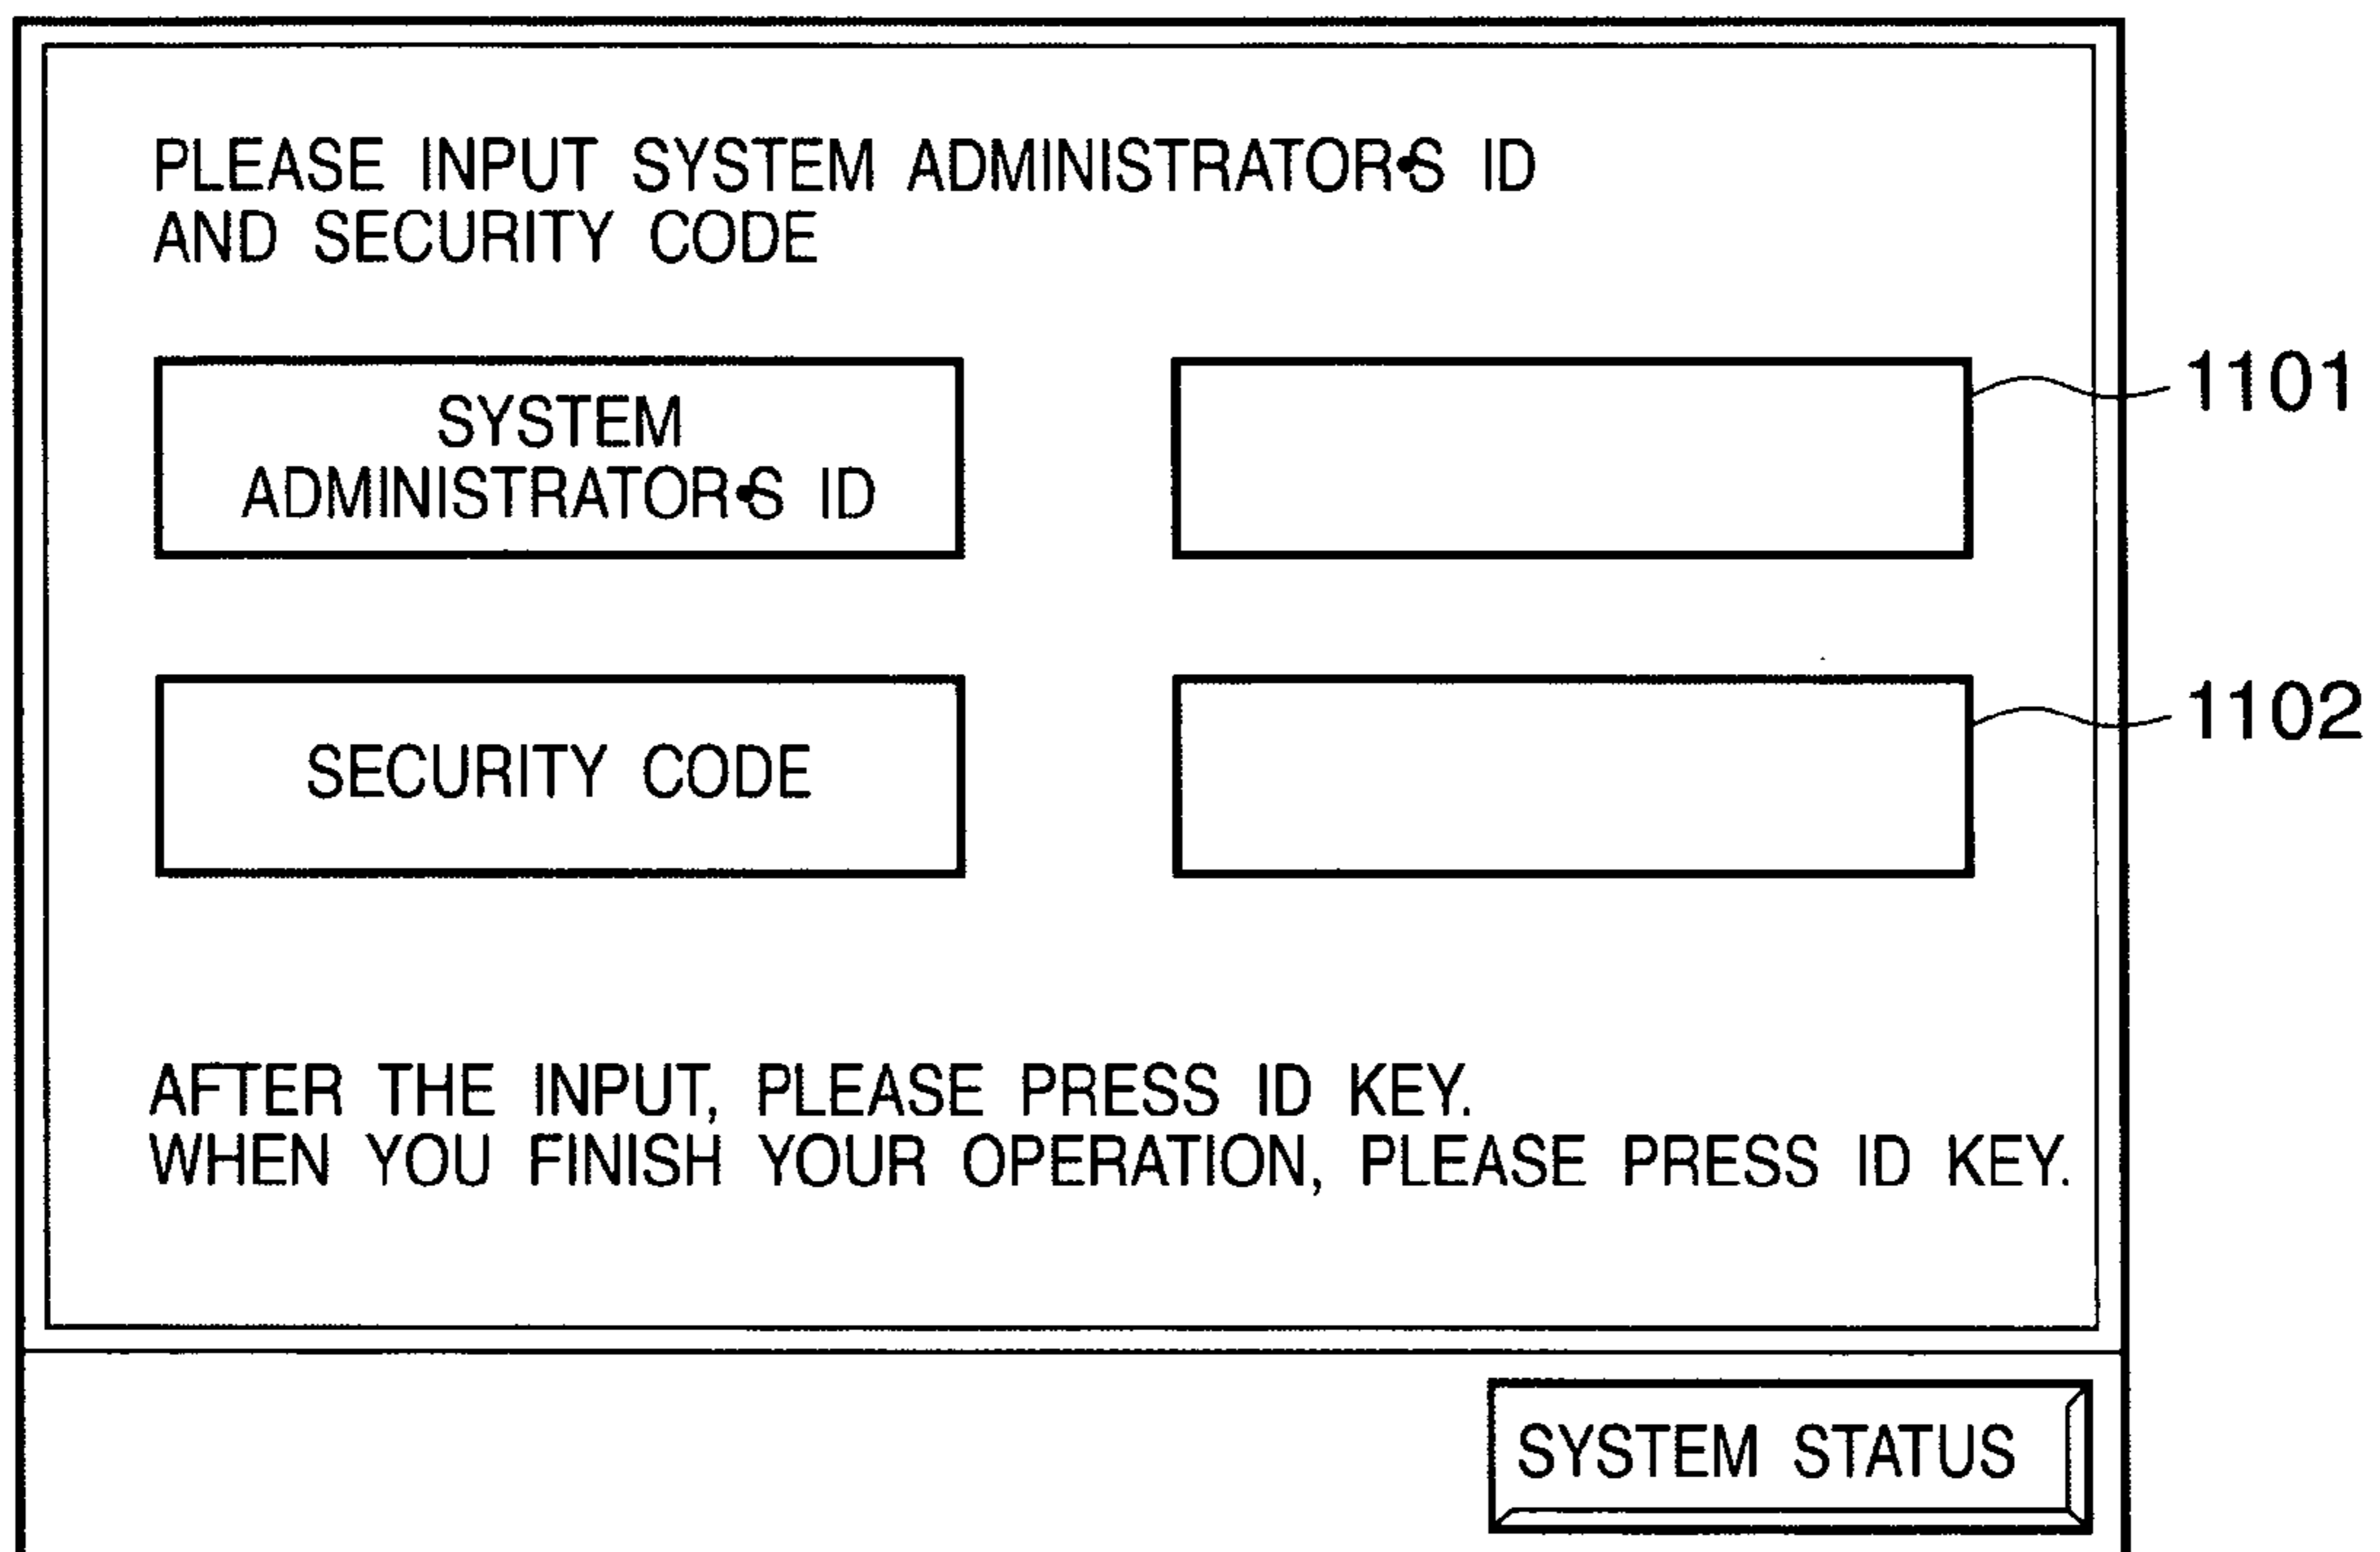 PLEASE INPUT SYSTEM ADMINISTRATOR•S ID
AND SECURITY CODE
SYSTEM
ADMINISTRATOR•S ID
1101
SECURITY CODE
1102
AFTER THE INPUT, PLEASE PRESS ID KEY.
WHEN YOU FINISH YOUR OPERATION, PLEASE PRESS ID KEY.
SYSTEM STATUS